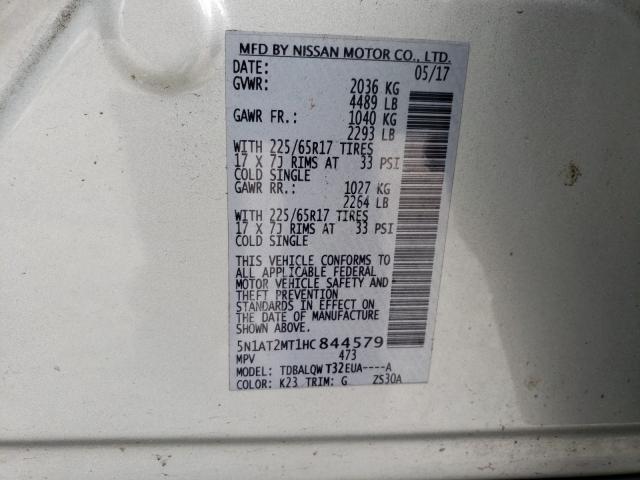 MFD BY NISSAN MOTOR CO., LTD.
DATE: 05/17
GVWR: 2036 KG
4489 LB
GAWR FR.: 1040 KG
2293 LB
WITH 225/65R17 TIRES
17 X 7J RIMS AT 33 PSI
COLD SINGLE
GAWR RR.: 1027 KG
2264 LB
WITH 225/65R17 TIRES
17 X 7J RIMS AT 33 PSI
COLD SINGLE
THIS VEHICLE CONFORMS TO
ALL APPLICABLE FEDERAL
MOTOR VEHICLE SAFETY AND
THEFT PREVENTION
STANDARDS IN EFFECT ON
THE DATE OF MANUFACTURE
SHOWN ABOVE.
5N1AT2MT1HC844579
MPV 473
MODEL: TDBALQWT32EUA----A
COLOR: K23 TRIM: G ZS30A